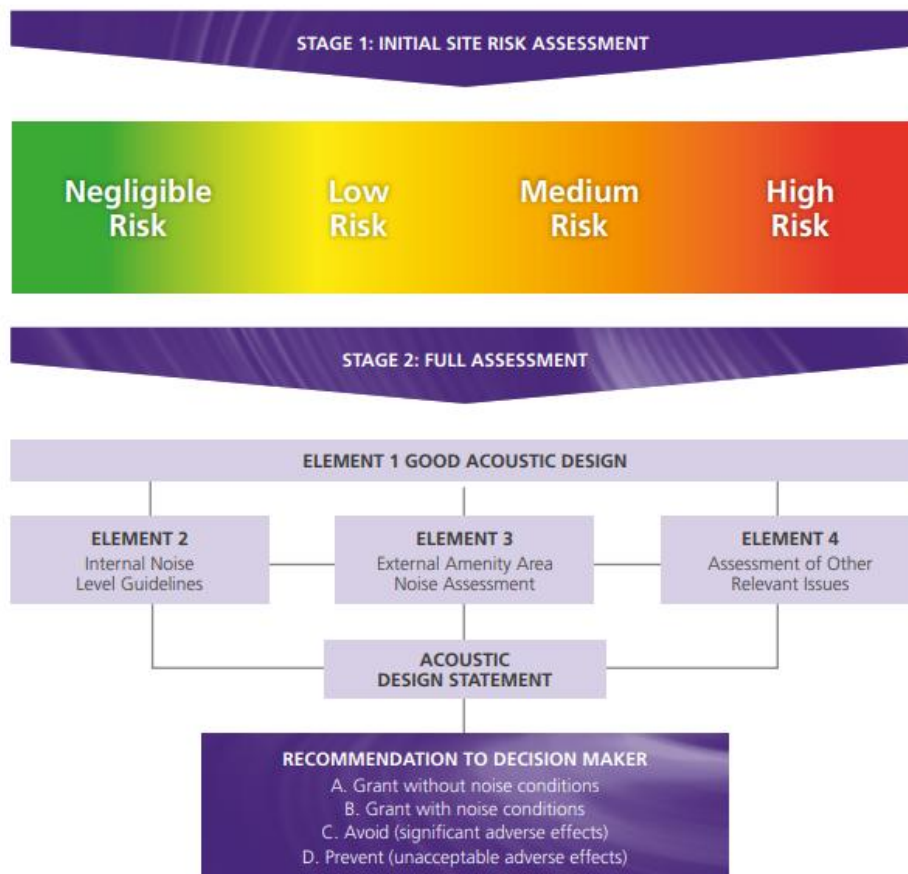 STAGE 1: INITIAL SITE RISK ASSESSMENT
Negligible
Risk
Low
Risk
Medium
Risk
High
Risk
STAGE 2: FULL ASSESSMENT
ELEMENT 1 GOOD ACOUSTIC DESIGN
ELEMENT 2
Internal Noise
Level Guidelines
ELEMENT 3
External Amenity Area
Noise Assessment
ELEMENT 4
Assessment of Other
Relevant Issues
ACOUSTIC
DESIGN STATEMENT
RECOMMENDATION TO DECISION MAKER
A. Grant without noise conditions
B. Grant with noise conditions
C. Avoid (significant adverse effects)
D. Prevent (unacceptable adverse effects)